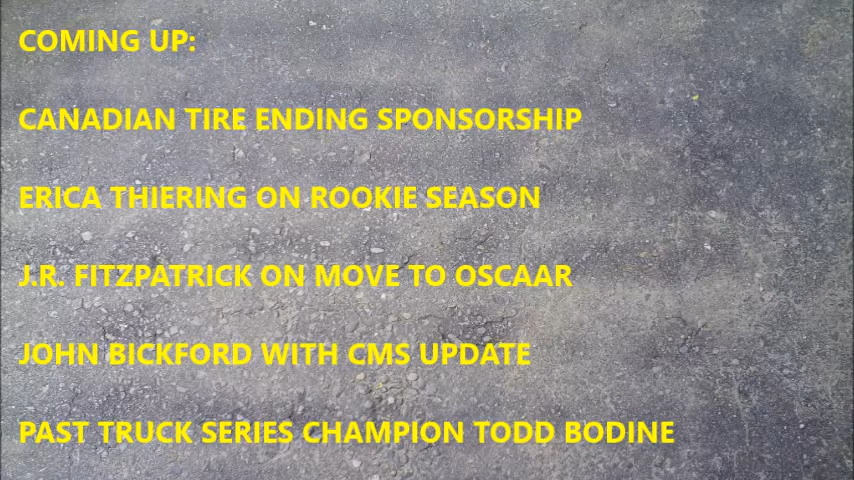 COMING UP:
CANADIAN TIRE ENDING SPONSORSHIP
ERICA THIERING ON ROOKIE SEASON
J.R. FITZPATRICK ON MOVE TO OSCAAR
JOHN BICKFORD WITH CMS UPDATE
PAST TRUCK SERIES CHAMPION TODD BODINE